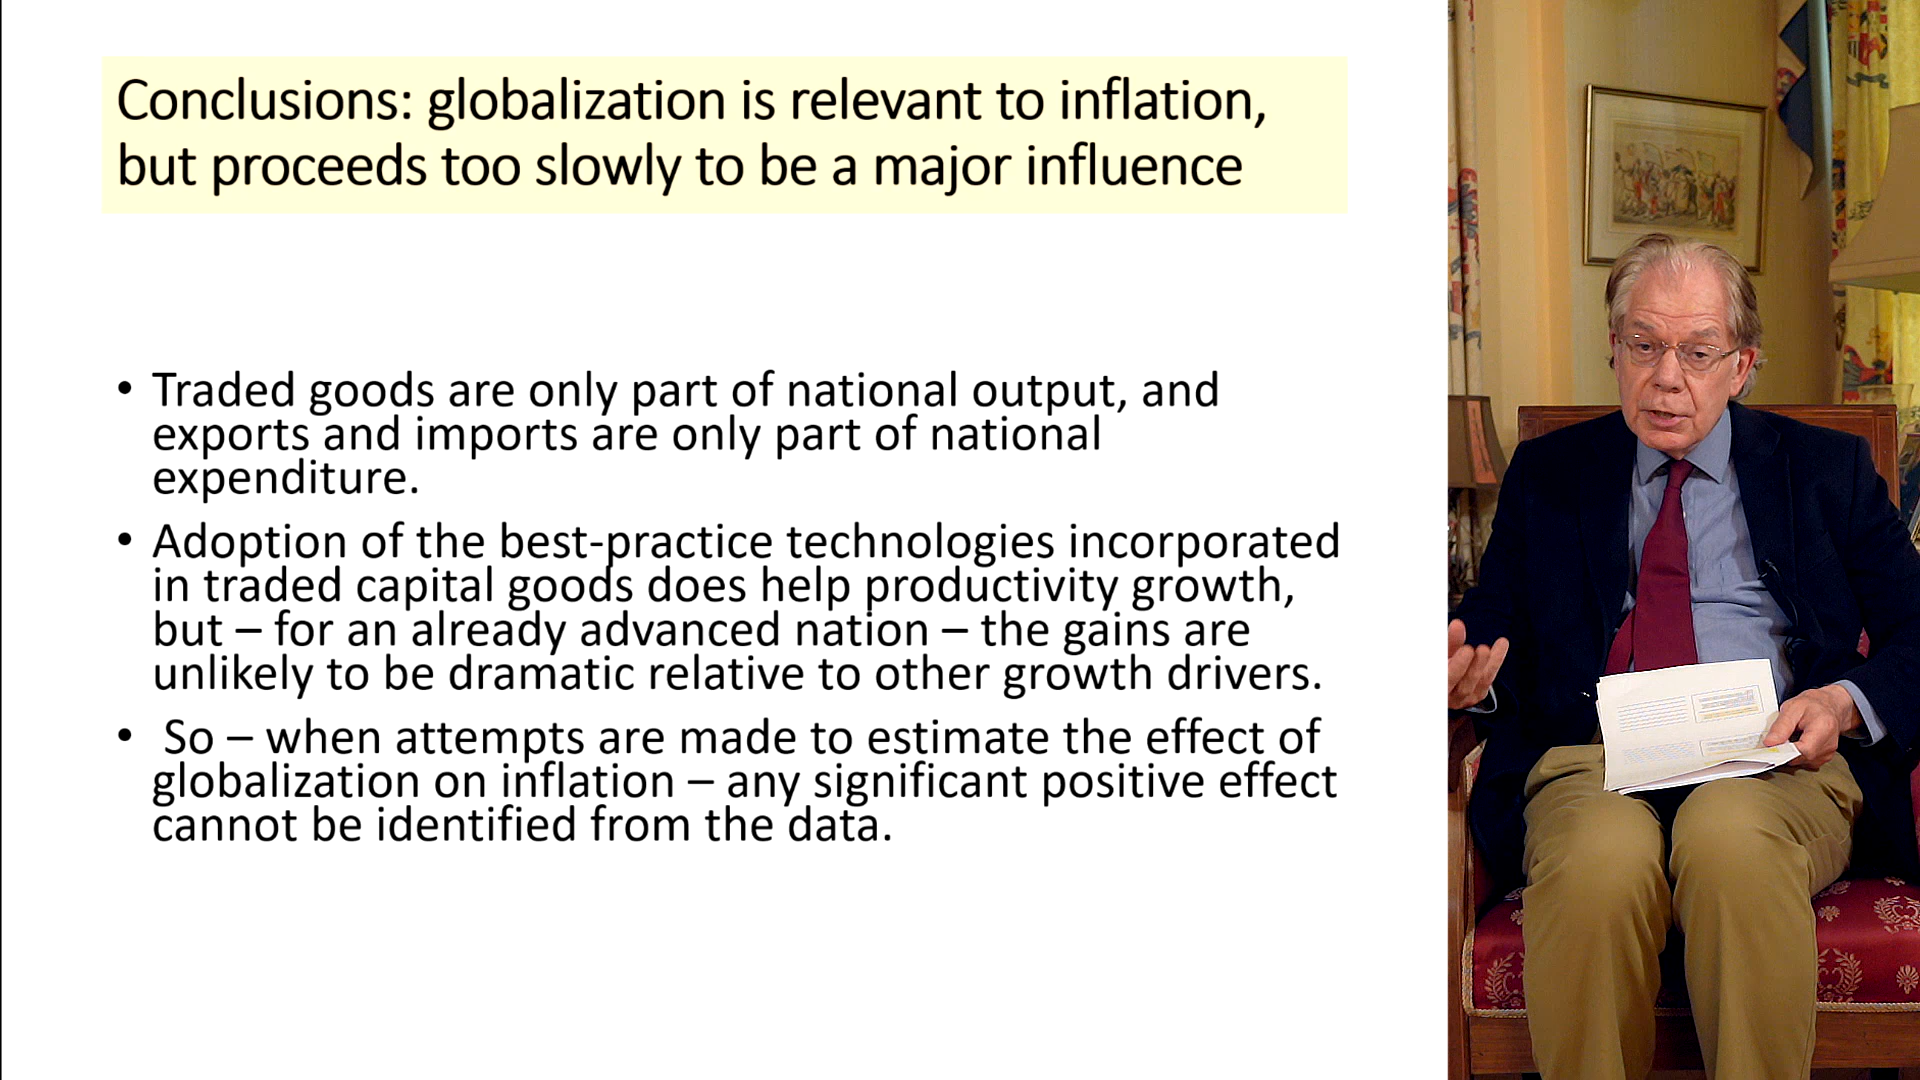 Conclusions: globalization is relevant to inflation,
but proceeds too slowly to be a major influence
• Traded goods are only part of national output, and
exports and imports are only part of national
expenditure.
• Adoption of the best-practice technologies incorporated
in traded capital goods does help productivity growth,
but – for an already advanced nation – the gains are
unlikely to be dramatic relative to other growth drivers.
• So – when attempts are made to estimate the effect of
globalization on inflation – any significant positive effect
cannot be identified from the data.